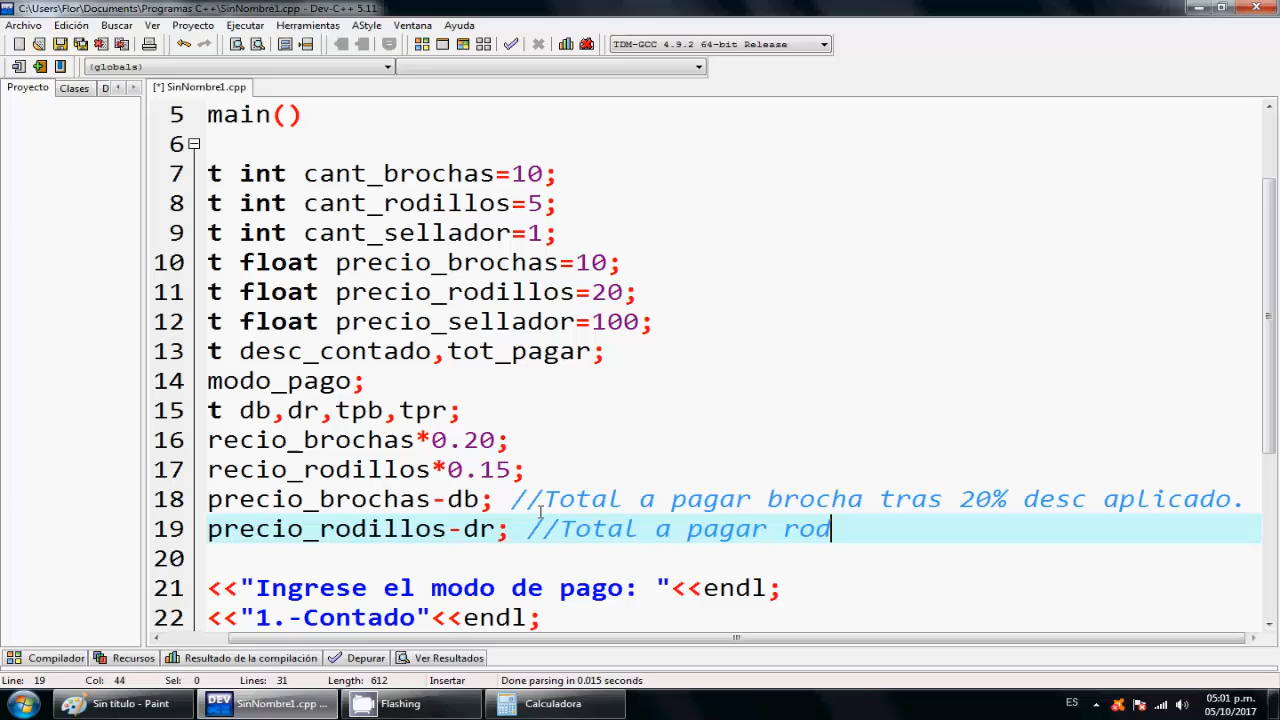 C:\Users\Flor\Documents\Programas C++\SinNombre1.cpp - Dev-C++ 5.11
Archivo Edición Buscar Ver Proyecto Ejecutar Herramientas AStyle Ventana Ayuda
TDM-GCC 4.9.2 64-bit Release
(globals)
Proyecto Clases D
[*] SinNombre1.cpp
5 main()
6
7 t int cant_brochas=10;
8 t int cant_rodillos=5;
9 t int cant_sellador=1;
10 t float precio_brochas=10;
11 t float precio_rodillos=20;
12 t float precio_sellador=100;
13 t desc_contado,tot_pagar;
14 modo_pago;
15 t db,dr,tpb,tpr;
16 recio_brochas*0.20;
17 recio_rodillos*0.15;
18 precio_brochas-db; //Total a pagar brocha tras 20% desc aplicado.
19 precio_rodillos-dr; //Total a pagar rod
20
21 <<"Ingrese el modo de pago: "<<endl;
22 <<"1.-Contado"<<endl;
Compilador Recursos Resultado de la compilación Depurar Ver Resultados
Line: 19 Col: 44 Sel: 0 Lines: 31 Length: 612 Insertar Done parsing in 0.015 seconds
Sin título - Paint
DEV SinNombre1.cpp - ...
Flashing
Calculadora
ES
05:01 p.m.
05/10/2017